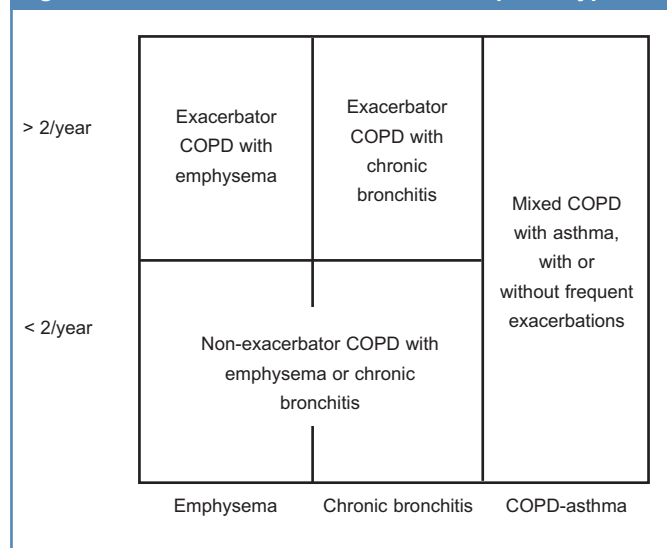 > 2/year
Exacerbator
COPD with
emphysema
Exacerbator
COPD with
chronic
bronchitis
Mixed COPD
with asthma,
with or
without frequent
exacerbations
< 2/year
Non-exacerbator COPD with
emphysema or chronic
bronchitis
Emphysema
Chronic bronchitis
COPD-asthma